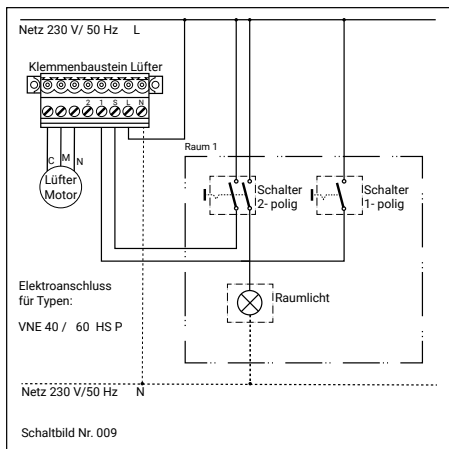 Netz 230 V/ 50 Hz L
Klemmenbaustein Lüfter
2 1 S L N
C M N
Lüfter
Motor
Raum 1
Schalter
2- polig
Schalter
1- polig
Elektroanschluss
für Typen:
VNE 40 / 60 HS P
Raumlicht
Netz 230 V/50 Hz N
Schaltbild Nr. 009